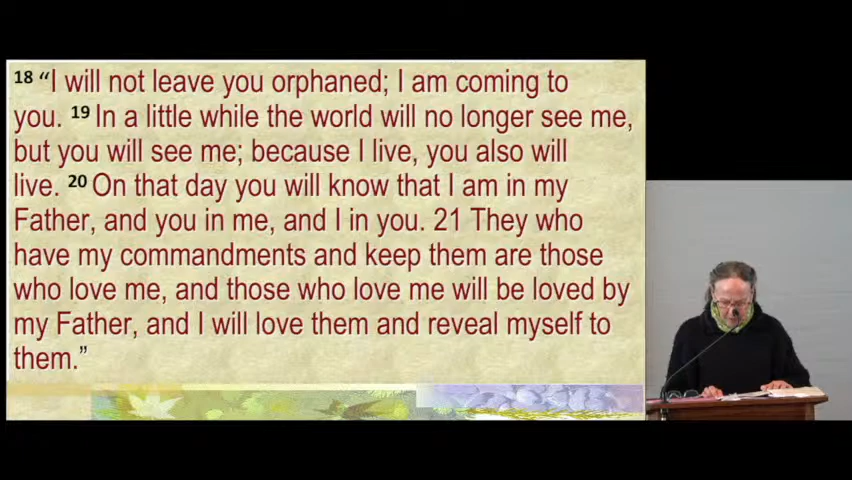 18 “I will not leave you orphaned; I am coming to
you. 19 In a little while the world will no longer see me,
but you will see me; because I live, you also will
live. 20 On that day you will know that I am in my
Father, and you in me, and I in you. 21 They who
have my commandments and keep them are those
who love me, and those who love me will be loved by
my Father, and I will love them and reveal myself to
them.”